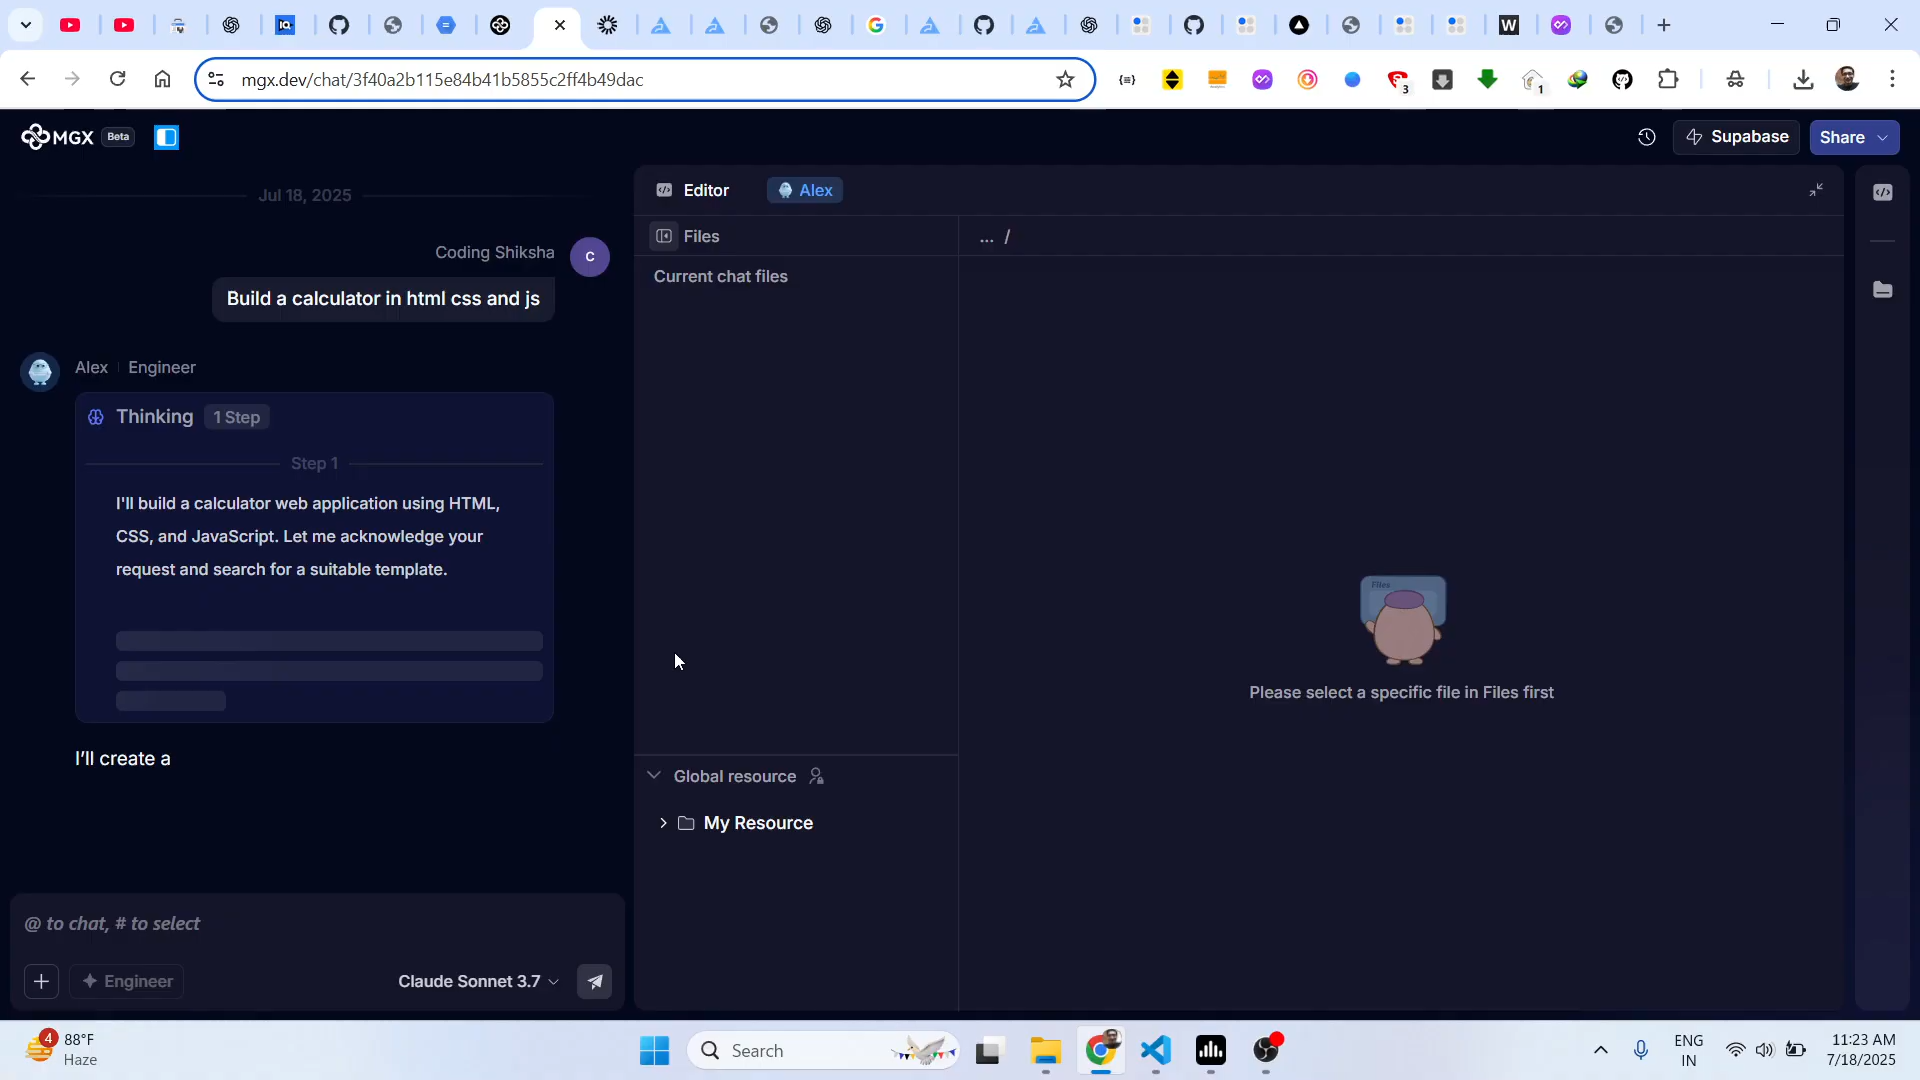 mgx.dev/chat/3f40a2b115e84b41b5855c2ff4b49dac
3
1
MGX
Beta
Supabase
Share
Jul 18, 2025
Coding Shiksha
C
Build a calculator in html css and js
Alex
Engineer
Thinking
1 Step
Step 1
I'll build a calculator web application using HTML,
CSS, and JavaScript. Let me acknowledge your
request and search for a suitable template.
I'll create a
@ to chat, # to select
Engineer
Claude Sonnet 3.7
Editor
Alex
Files
... /
Current chat files
Files
Please select a specific file in Files first
Global resource
My Resource
4
88°F
Haze
Search
ENG
IN
11:23 AM
7/18/2025